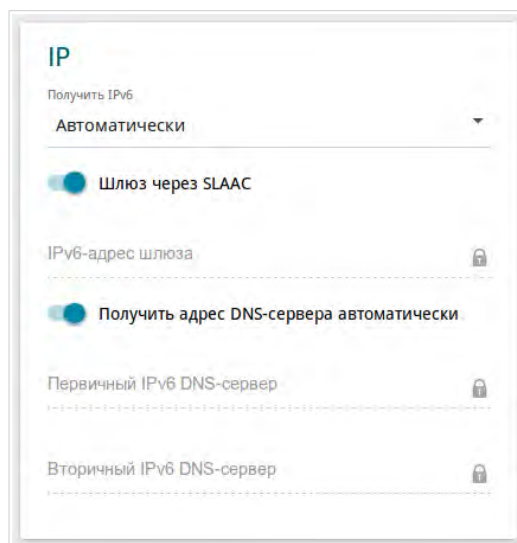 IP
Получить IPv6
Автоматически
Шлюз через SLAAC
IPv6-адрес шлюза
Получить адрес DNS-сервера автоматически
Первичный IPv6 DNS-сервер
Вторичный IPv6 DNS-сервер